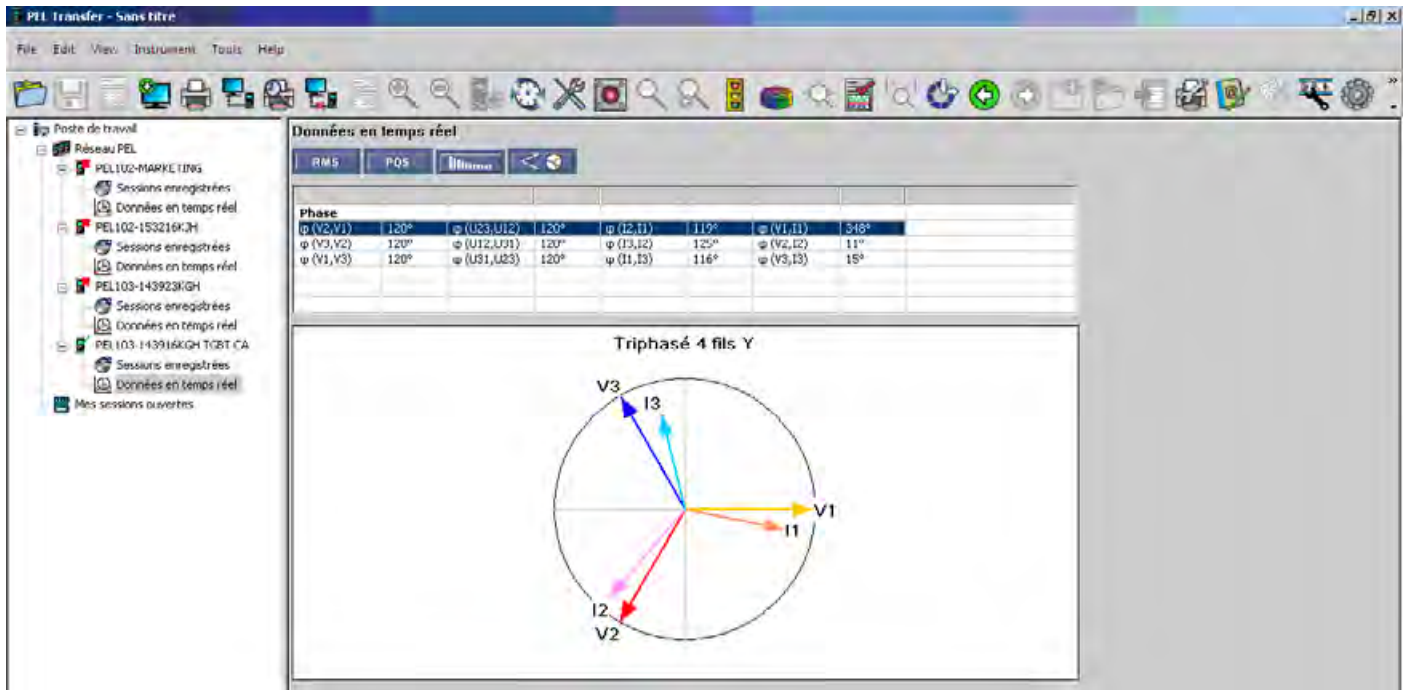 PEL Transfer - Sans titre
File Edit View Instrument Tools Help
Poste de travail
Réseau PEL
PEL102-MARKETING
Sessions enregistrées
Données en temps réel
PEL102-153216KJH
Sessions enregistrées
Données en temps réel
PEL103-143923KGH
Sessions enregistrées
Données en temps réel
PEL103-143916KGH TGBT CA
Sessions enregistrées
Données en temps réel
Mes sessions ouvertes
Données en temps réel
RMS PQS
Phase
φ (V2,V1) 120° φ (U23,U12) 120° φ (I2,I1) 119° φ (V1,I1) 348°
φ (V3,V2) 120° φ (U12,U31) 120° φ (I3,I2) 125° φ (V2,I2) 11°
φ (V1,V3) 120° φ (U31,U23) 120° φ (I1,I3) 116° φ (V3,I3) 15°
Triphasé 4 fils Y
V3
I3
V1
I1
I2
V2